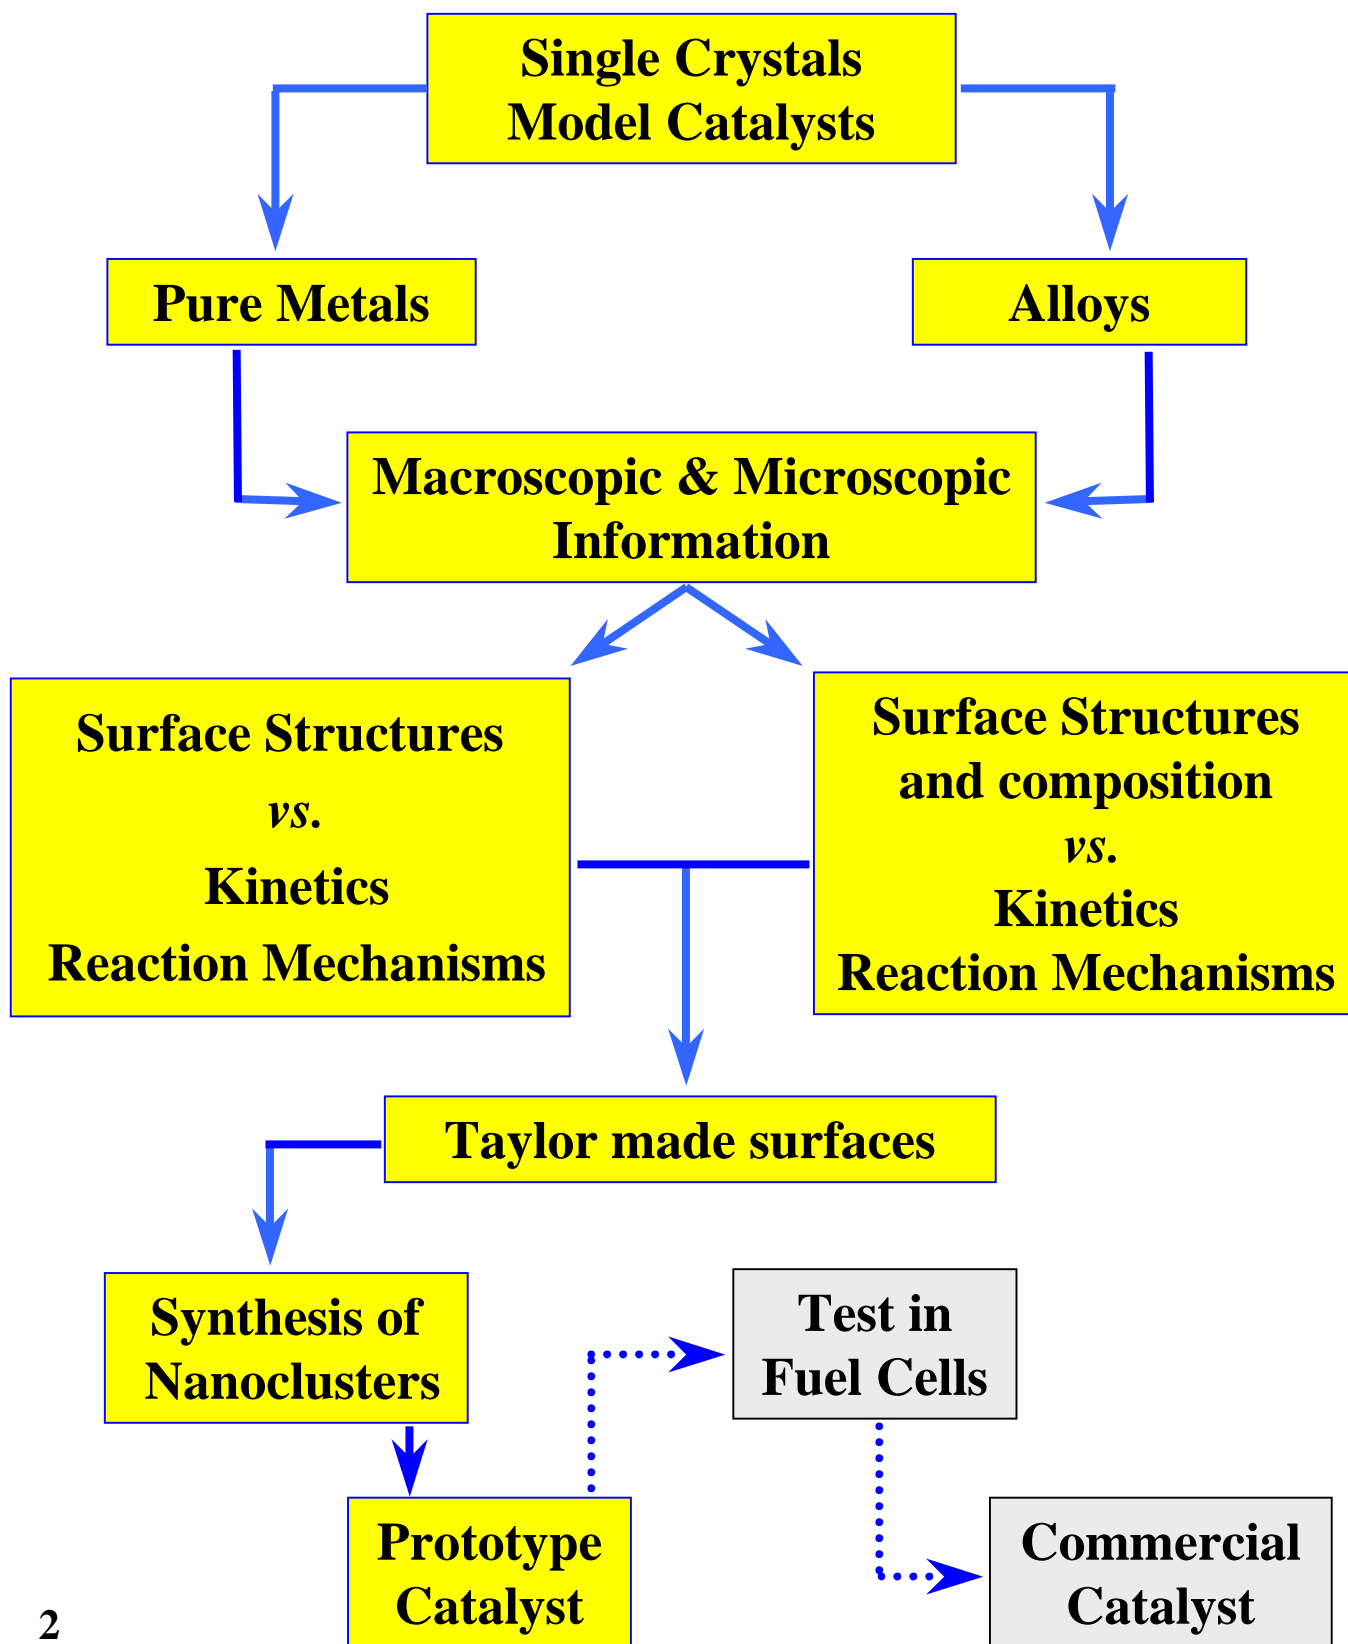 Single Crystals
Model Catalysts
Pure Metals
Alloys
Macroscopic & Microscopic
Information
Surface Structures
vs.
Kinetics
Reaction Mechanisms
Surface Structures
and composition
vs.
Kinetics
Reaction Mechanisms
Taylor made surfaces
Synthesis of
Nanoclusters
Test in
Fuel Cells
Prototype
Catalyst
Commercial
Catalyst
2